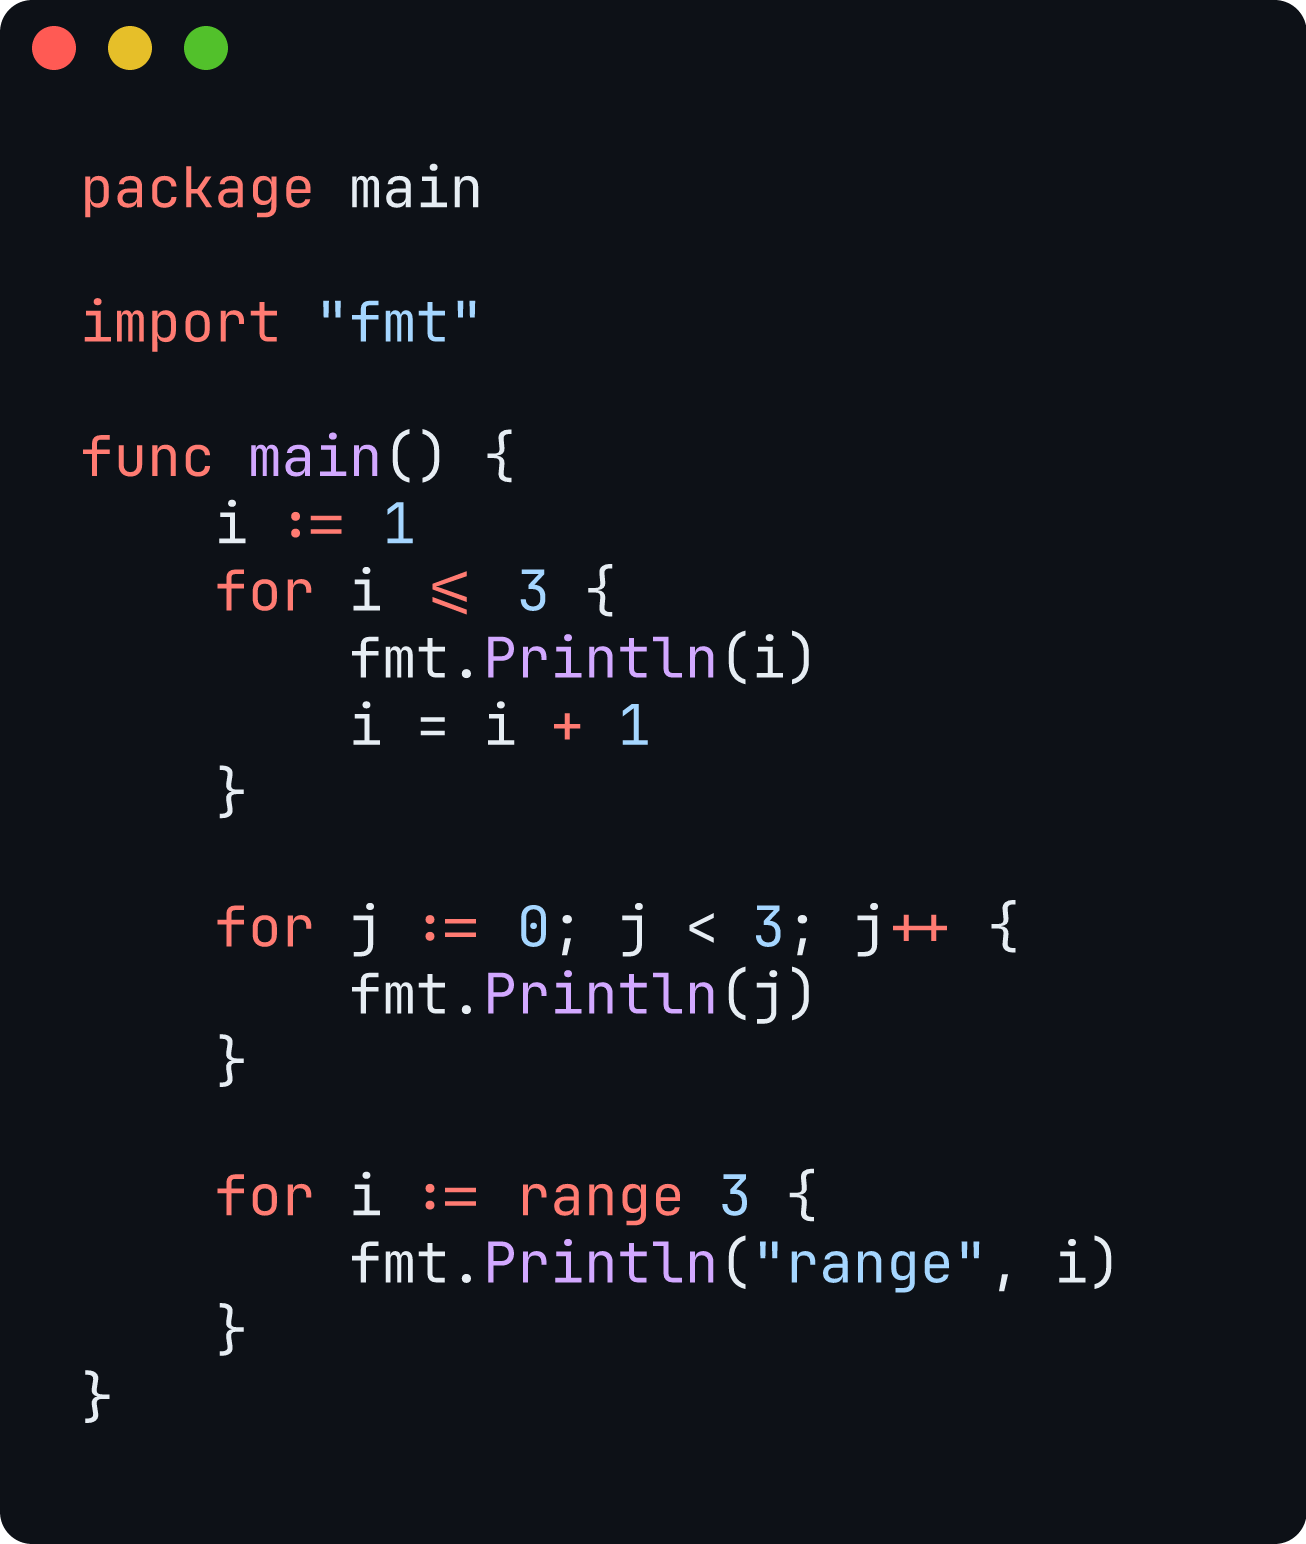 package main

import "fmt"

func main() {
    i := 1
    for i <= 3 {
        fmt.Println(i)
        i = i + 1
    }

    for j := 0; j < 3; j++ {
        fmt.Println(j)
    }

    for i := range 3 {
        fmt.Println("range", i)
    }
}